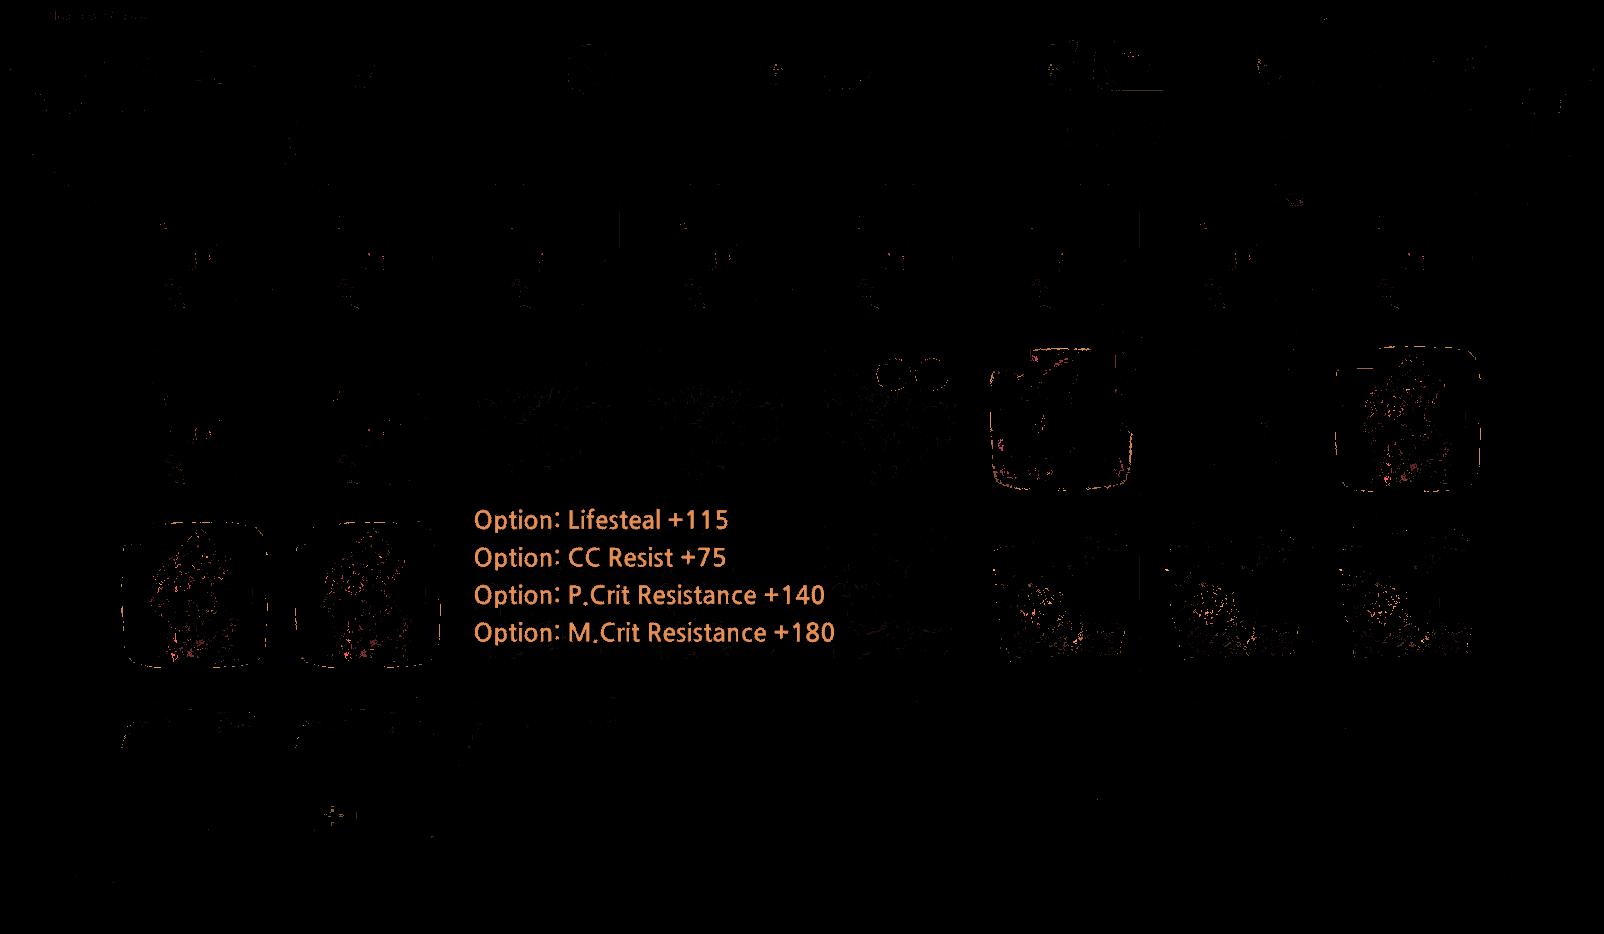 Option: Lifesteal +115
Option: CC Resist +75
Option: P.Crit Resistance +140
Option: M.Crit Resistance +180